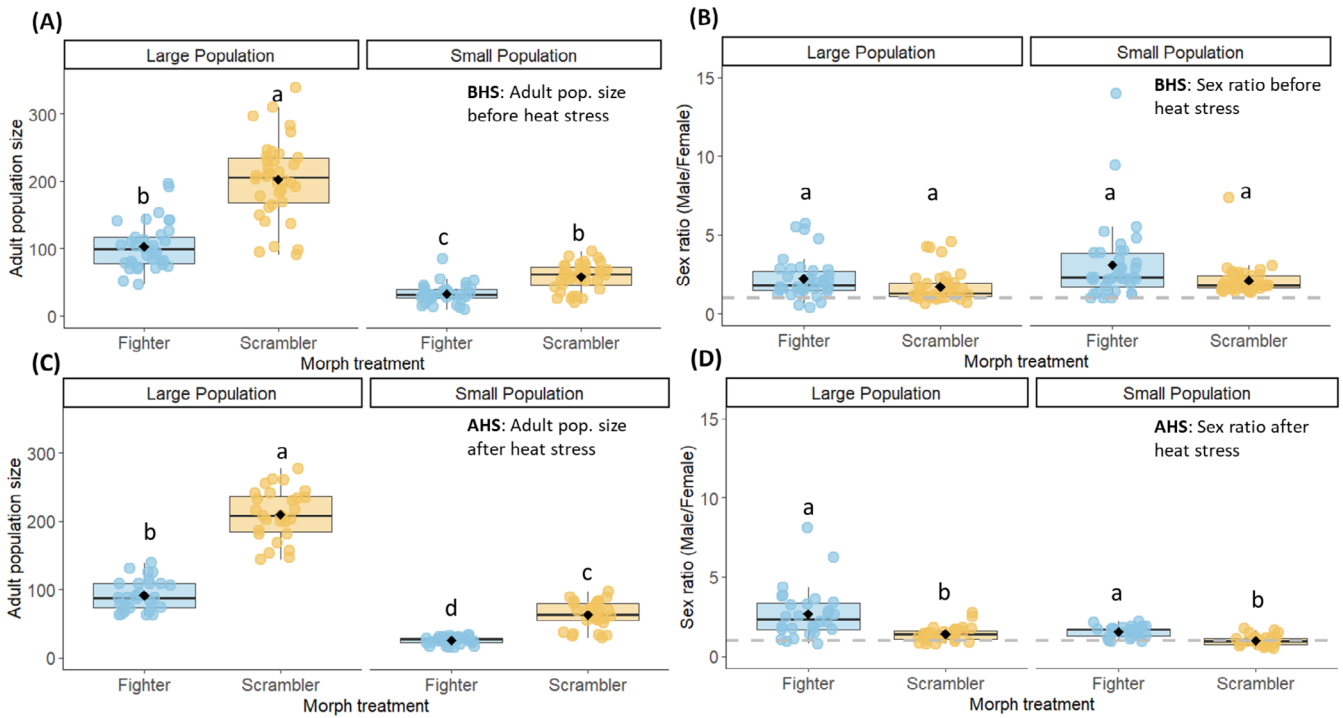 (A)
Large Population
Small Population
BHS: Adult pop. size
before heat stress
Adult population size
300
200
100
0
a
b
c
b
Fighter
Scrambler
Fighter
Scrambler
Morph treatment
(B)
Large Population
Small Population
BHS: Sex ratio before
heat stress
Sex ratio (Male/Female)
15
10
5
0
a
a
a
a
Fighter
Scrambler
Fighter
Scrambler
Morph treatment
(C)
Large Population
Small Population
AHS: Adult pop. size
after heat stress
Adult population size
300
200
100
0
b
a
d
c
Fighter
Scrambler
Fighter
Scrambler
Morph treatment
(D)
Large Population
Small Population
AHS: Sex ratio after
heat stress
Sex ratio (Male/Female)
15
10
5
0
a
b
a
b
Fighter
Scrambler
Fighter
Scrambler
Morph treatment